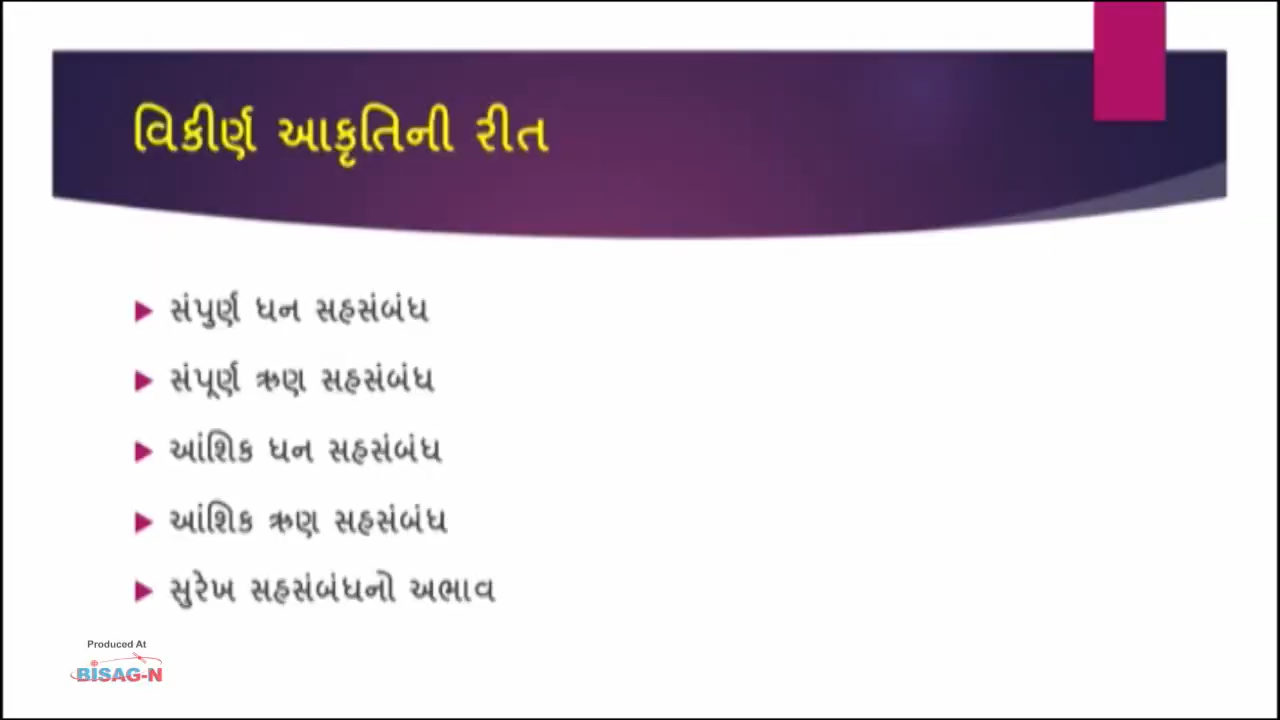 વિકીર્ણ આકૃતિની રીત
સંપુર્ણ ધન સહસંબંધ
સંપૂર્ણ ઋણ સહસંબંધ
આંશિક ધન સહસંબંધ
આંશિક ઋણ સહસંબંધ
સુરેખ સહસંબંધનો અભાવ
Produced At
BISAG-N